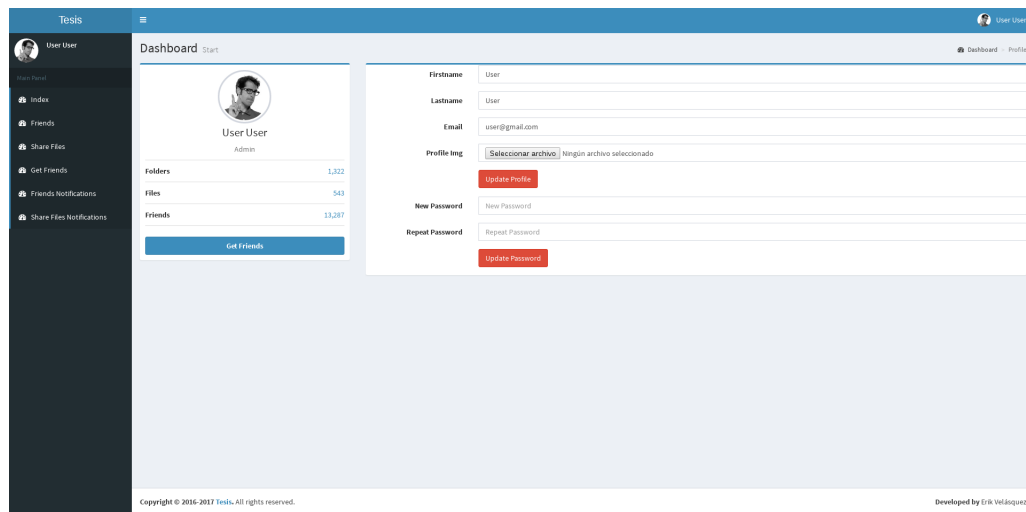 Tesis
User User
User User
Main Panel
Index
Friends
Share Files
Get Friends
Friends Notifications
Share Files Notifications
Dashboard Start
Dashboard > Profile
User User
Admin
Folders 1,322
Files 543
Friends 13,287
Get Friends
Firstname User
Lastname User
Email user@gmail.com
Profile Img Seleccionar archivo Ningún archivo seleccionado
Update Profile
New Password New Password
Repeat Password Repeat Password
Update Password
Copyright © 2016-2017 Tesis. All rights reserved.
Developed by Erik Velásquez